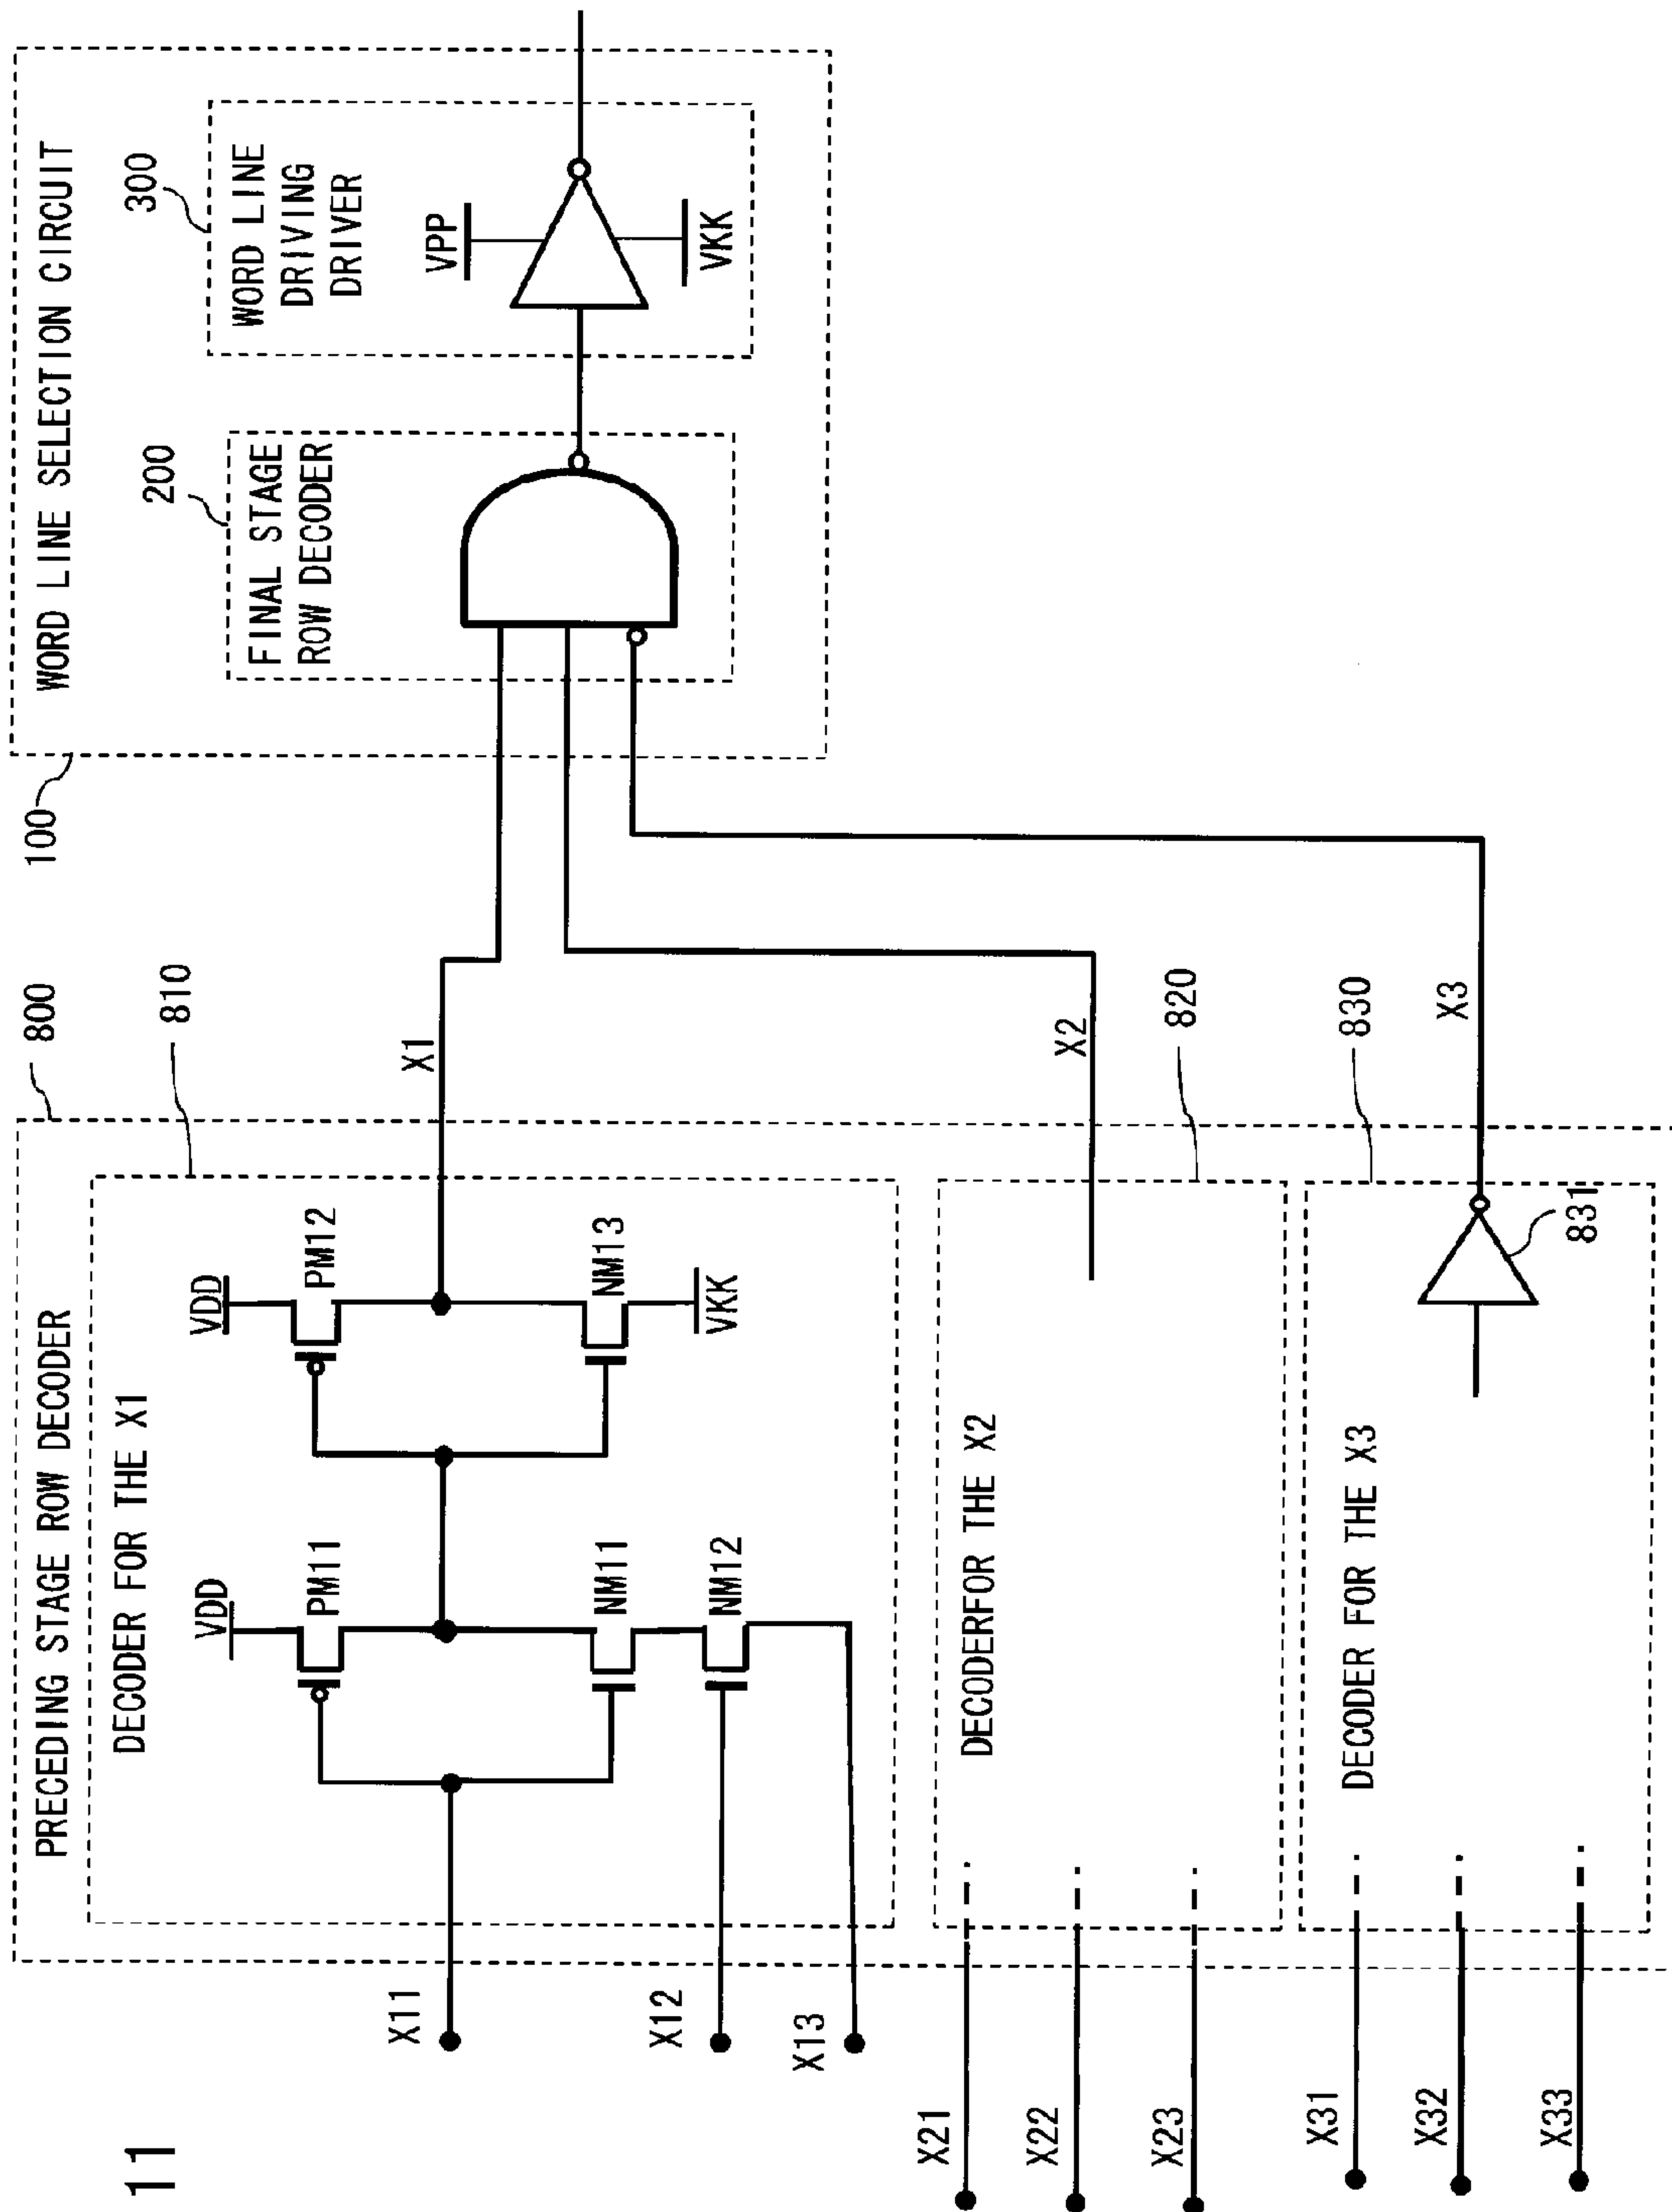 11
PRECEDING STAGE ROW DECODER
800
DECODER FOR THE X1
810
VDD
PM11
NM11
NM12
VDD
PM12
NM13
VKK
X11
X12
X13
X1
DECODERFOR THE X2
820
X21
X22
X23
X2
DECODER FOR THE X3
830
831
X31
X32
X33
X3
100
WORD LINE SELECTION CIRCUIT
200
FINAL STAGE
ROW DECODER
300
WORD LINE
DRIVING
DRIVER
VPP
VKK